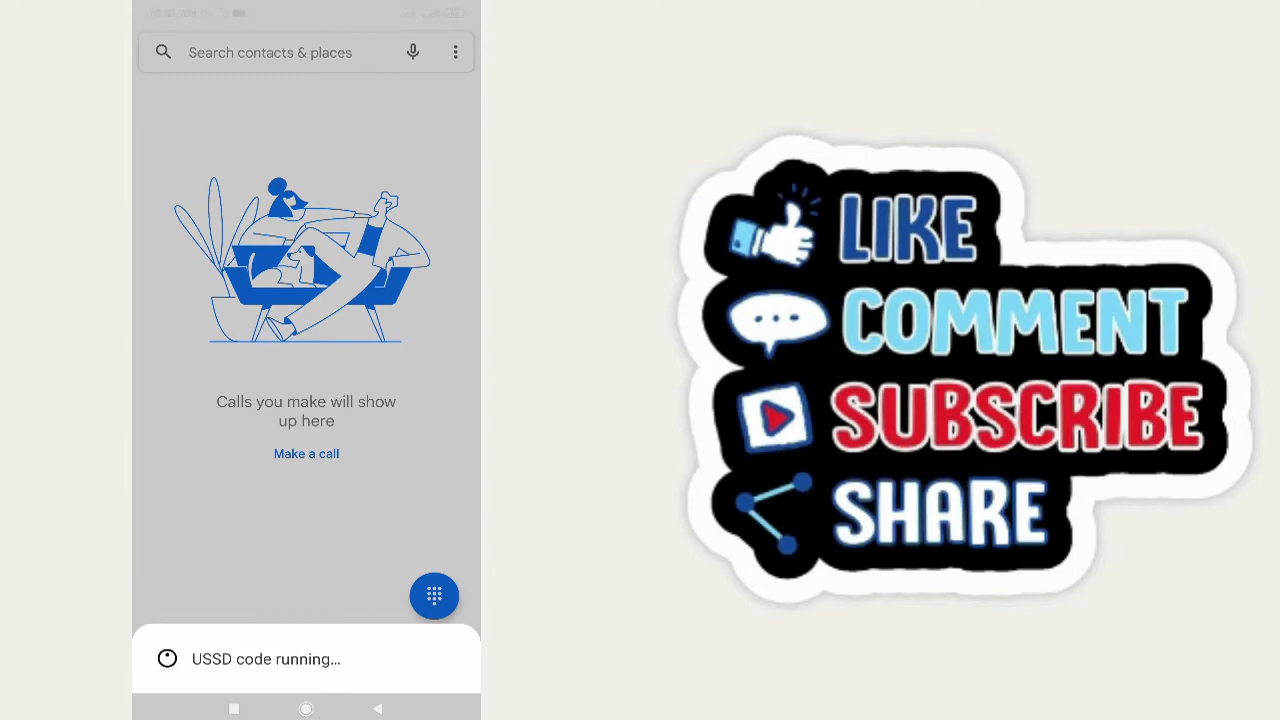 Search contacts & places
Calls you make will show
up here
Make a call
USSD code running...
LIKE
COMMENT
SUBSCRIBE
SHARE